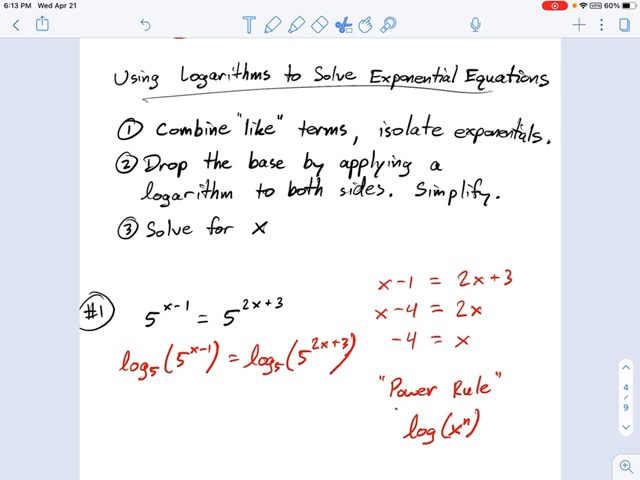 6:13 PM Wed Apr 21
60%
Using Logarithms to Solve Exponential Equations
① Combine "like" terms, isolate exponentials.
② Drop the base by applying a
logarithm to both sides. Simplify.
③ Solve for x
#1
5^(x-1) = 5^(2x+3)
log₅(5^(x-1)) = log₅(5^(2x+3))
x-1 = 2x+3
x-4 = 2x
-4 = x
"Power Rule"
log(xⁿ)
4
/
9